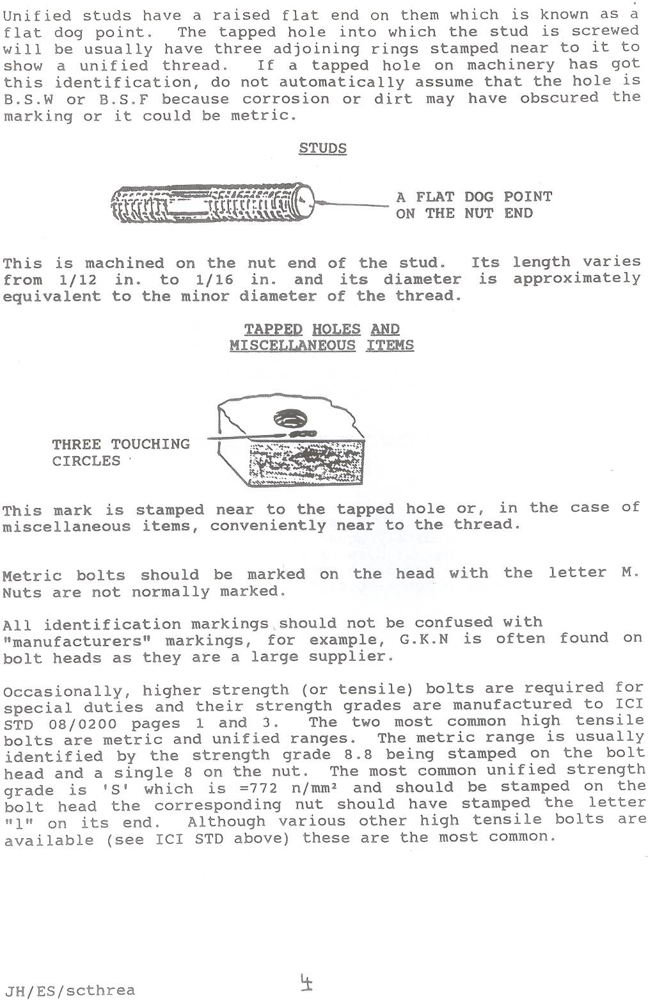 Unified studs have a raised flat end on them which is known as a
flat dog point. The tapped hole into which the stud is screwed
will be usually have three adjoining rings stamped near to it to
show a unified thread. If a tapped hole on machinery has got
this identification, do not automatically assume that the hole is
B.S.W or B.S.F because corrosion or dirt may have obscured the
marking or it could be metric.
STUDS
A FLAT DOG POINT
ON THE NUT END
This is machined on the nut end of the stud. Its length varies
from 1/12 in. to 1/16 in. and its diameter is approximately
equivalent to the minor diameter of the thread.
TAPPED HOLES AND
MISCELLANEOUS ITEMS
THREE TOUCHING
CIRCLES
This mark is stamped near to the tapped hole or, in the case of
miscellaneous items, conveniently near to the thread.
Metric bolts should be marked on the head with the letter M.
Nuts are not normally marked.
All identification markings should not be confused with
"manufacturers" markings, for example, G.K.N is often found on
bolt heads as they are a large supplier.
Occasionally, higher strength (or tensile) bolts are required for
special duties and their strength grades are manufactured to ICI
STD 08/0200 pages 1 and 3. The two most common high tensile
bolts are metric and unified ranges. The metric range is usually
identified by the strength grade 8.8 being stamped on the bolt
head and a single 8 on the nut. The most common unified strength
grade is 'S' which is =772 n/mm² and should be stamped on the
bolt head the corresponding nut should have stamped the letter
"l" on its end. Although various other high tensile bolts are
available (see ICI STD above) these are the most common.
4
JH/ES/scthrea